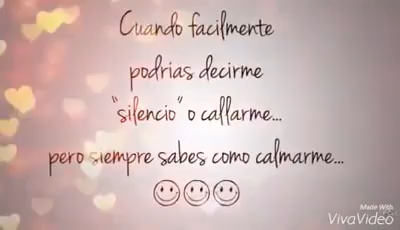 Cuando facilmente
podrias decirme
"silencio" o callarme...
pero siempre sabes como calmarme...
Made With
VivaVideo